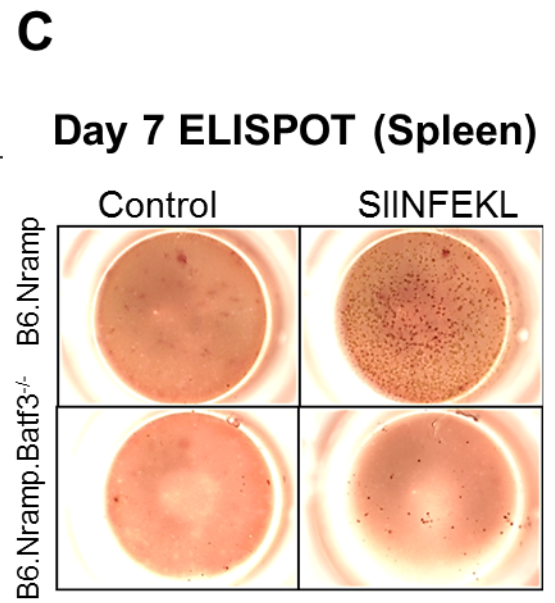 C
Day 7 ELISPOT (Spleen)
Control SIINFEKL
B6.Nramp
B6.Nramp.Batf3-/-